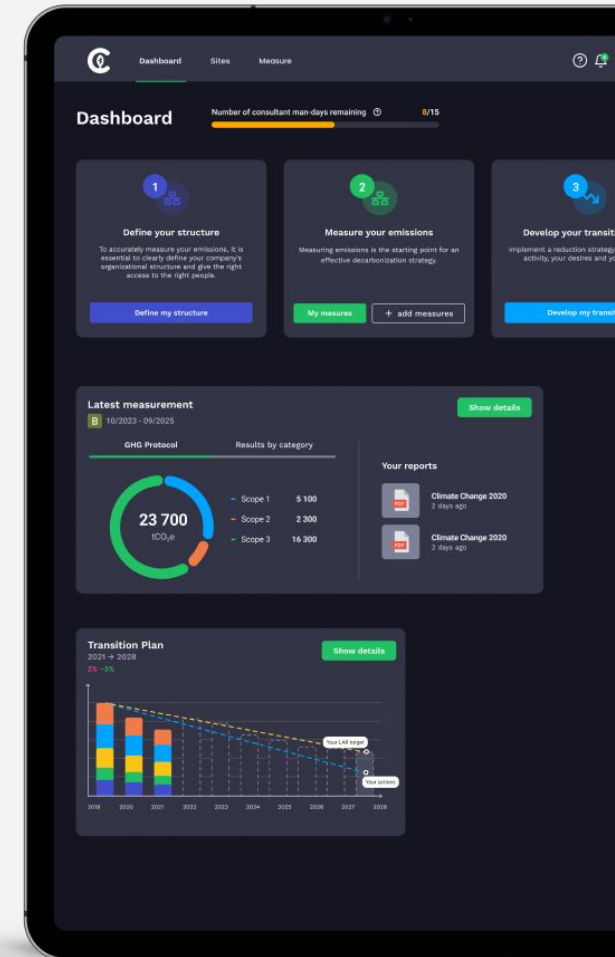 Dashboard
Sites
Measure
Dashboard
Number of consultant man-days remaining
8/15
1
Define your structure
To accurately measure your emissions, it is
essential to clearly define your company's
organizational structure and give the right
access to the right people.
Define my structure
2
Measure your emissions
Measuring emissions is the starting point for an
effective decarbonization strategy.
My mesures
+ add measures
3
Develop your transiti
Implement a reduction strategy
activity, your desires and yo
Develop my transit
Latest measurement
B 10/2023 - 09/2025
Show details
GHG Protocol
Results by category
23 700
tCO₂e
Scope 1 5 100
Scope 2 2 300
Scope 3 16 300
Your reports
PDF
Climate Change 2020
2 days ago
PDF
Climate Change 2020
2 days ago
Transition Plan
2021 → 2028
2% -3%
Show details
Your LAR target
Your actions
2019 2020 2021 2022 2023 2024 2025 2026 2027 2028